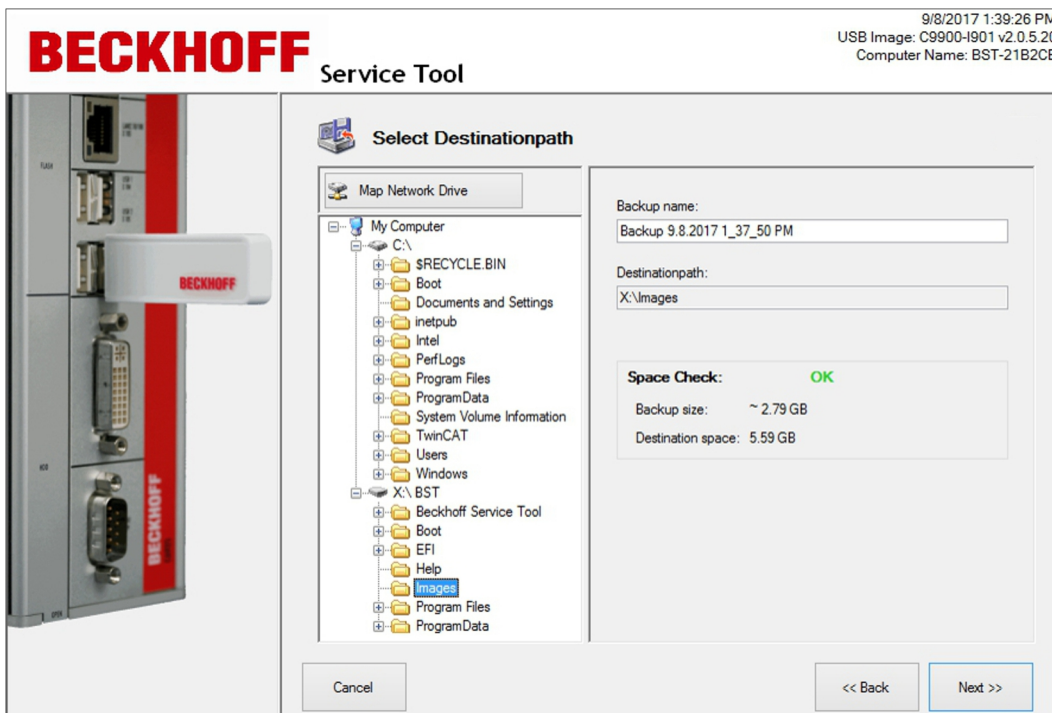 9/8/2017 1:39:26 PM
USB Image: C9900-I901 v2.0.5.20
Computer Name: BST-21B2CE
BECKHOFF
Service Tool
Select Destinationpath
Map Network Drive
My Computer
C:\
$RECYCLE.BIN
Boot
Documents and Settings
inetpub
Intel
PerfLogs
Program Files
ProgramData
System Volume Information
TwinCAT
Users
Windows
X:\ BST
Beckhoff Service Tool
Boot
EFI
Help
Images
Program Files
ProgramData
Backup name:
Backup 9.8.2017 1_37_50 PM
Destinationpath:
X:\Images
Space Check: OK
Backup size: ~ 2.79 GB
Destination space: 5.59 GB
FLASH
BECKHOFF
HDD
BECKHOFF
Cancel
<< Back
Next >>